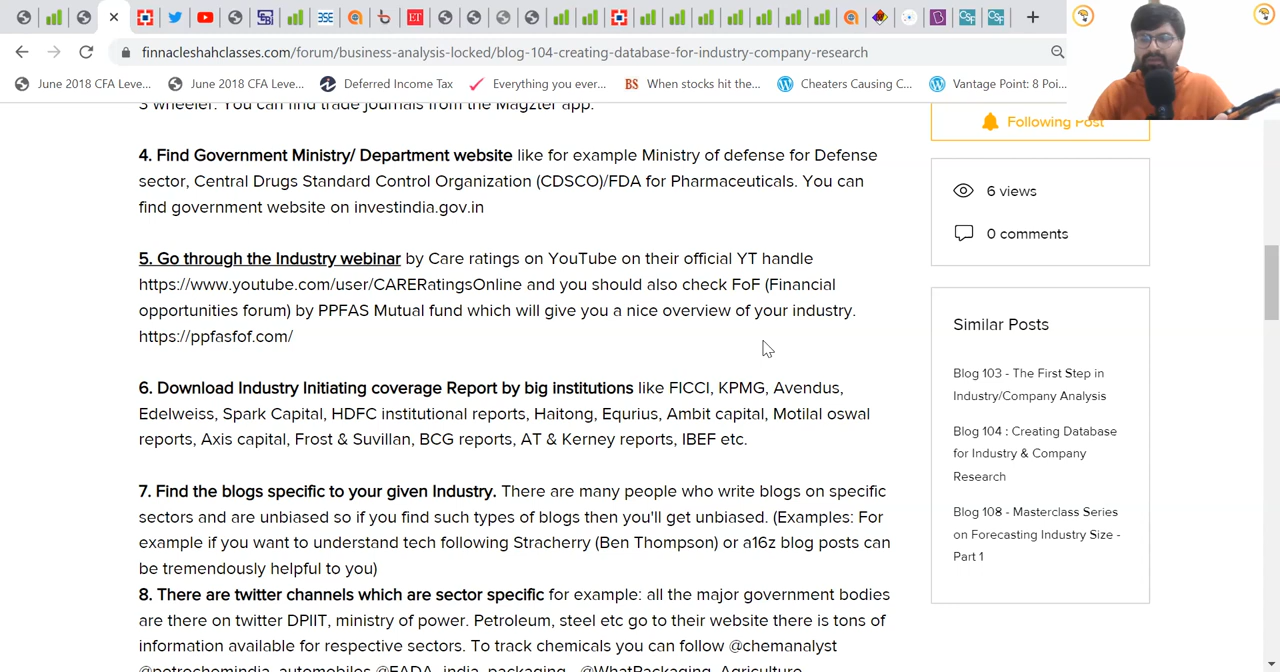 finnacleshahclasses.com/forum/business-analysis-locked/blog-104-creating-database-for-industry-company-research
June 2018 CFA Leve...
June 2018 CFA Leve...
Deferred Income Tax
Everything you ever...
BS
When stocks hit the...
Cheaters Causing C...
Vantage Point: 8 Poi...
S wheeler. You can find trade journals from the Magzter app.
4. Find Government Ministry/ Department website like for example Ministry of defense for Defense
sector, Central Drugs Standard Control Organization (CDSCO)/FDA for Pharmaceuticals. You can
find government website on investindia.gov.in
5. Go through the Industry webinar by Care ratings on YouTube on their official YT handle
https://www.youtube.com/user/CARERatingsOnline and you should also check FoF (Financial
opportunities forum) by PPFAS Mutual fund which will give you a nice overview of your industry.
https://ppfasfof.com/
6. Download Industry Initiating coverage Report by big institutions like FICCI, KPMG, Avendus,
Edelweiss, Spark Capital, HDFC institutional reports, Haitong, Equrius, Ambit capital, Motilal oswal
reports, Axis capital, Frost & Suvillan, BCG reports, AT & Kerney reports, IBEF etc.
7. Find the blogs specific to your given Industry. There are many people who write blogs on specific
sectors and are unbiased so if you find such types of blogs then you'll get unbiased. (Examples: For
example if you want to understand tech following Stracherry (Ben Thompson) or a16z blog posts can
be tremendously helpful to you)
8. There are twitter channels which are sector specific for example: all the major government bodies
are there on twitter DPIIT, ministry of power. Petroleum, steel etc go to their website there is tons of
information available for respective sectors. To track chemicals you can follow @chemanalyst
@petrochemindia, automobiles @FADA_india, packaging - @WhatPackaging, Agriculture
Following Post
6 views
0 comments
Similar Posts
Blog 103 - The First Step in
Industry/Company Analysis
Blog 104 : Creating Database
for Industry & Company
Research
Blog 108 - Masterclass Series
on Forecasting Industry Size -
Part 1